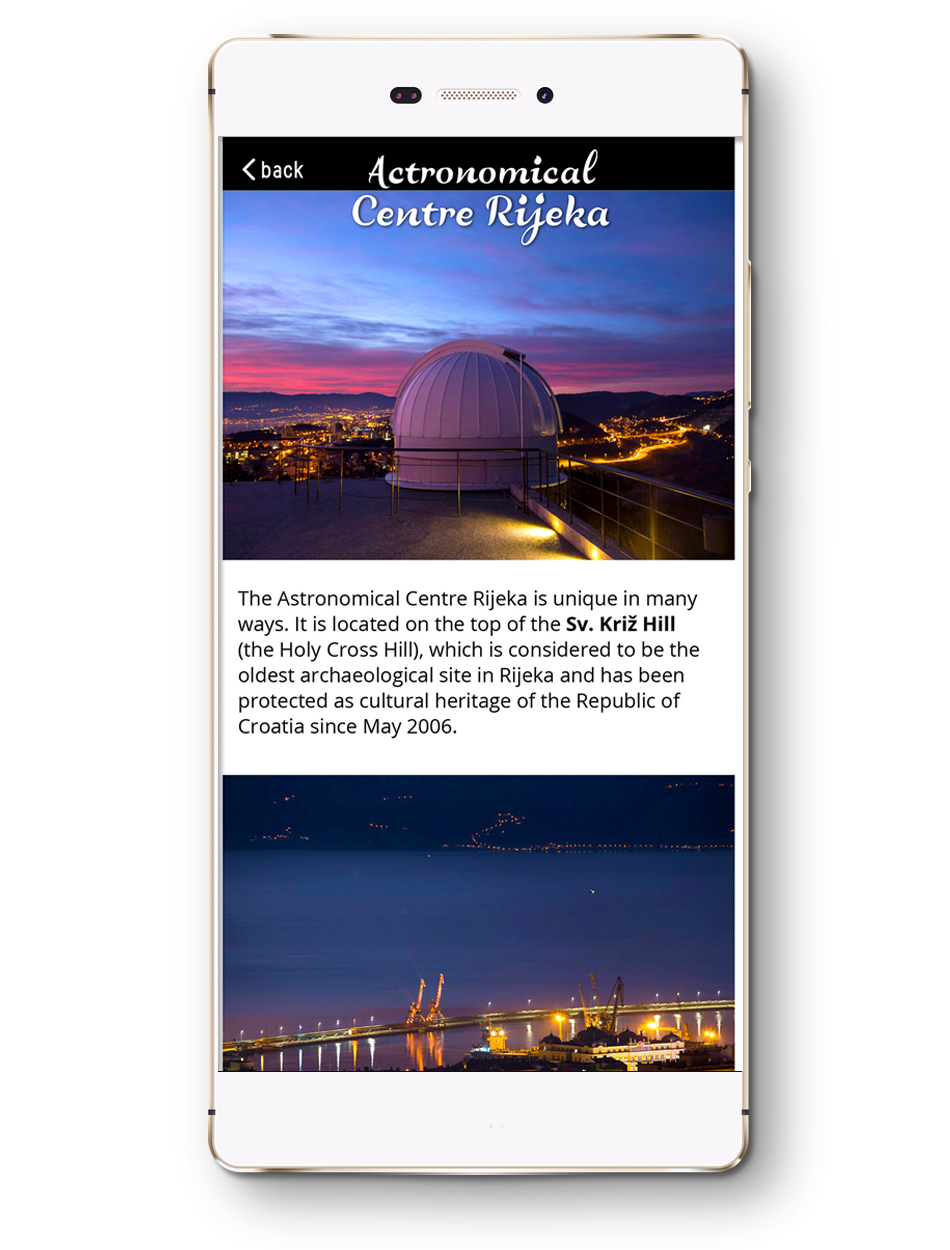 back
Actronomical
Centre Rijeka
The Astronomical Centre Rijeka is unique in many
ways. It is located on the top of the Sv. Križ Hill
(the Holy Cross Hill), which is considered to be the
oldest archaeological site in Rijeka and has been
protected as cultural heritage of the Republic of
Croatia since May 2006.